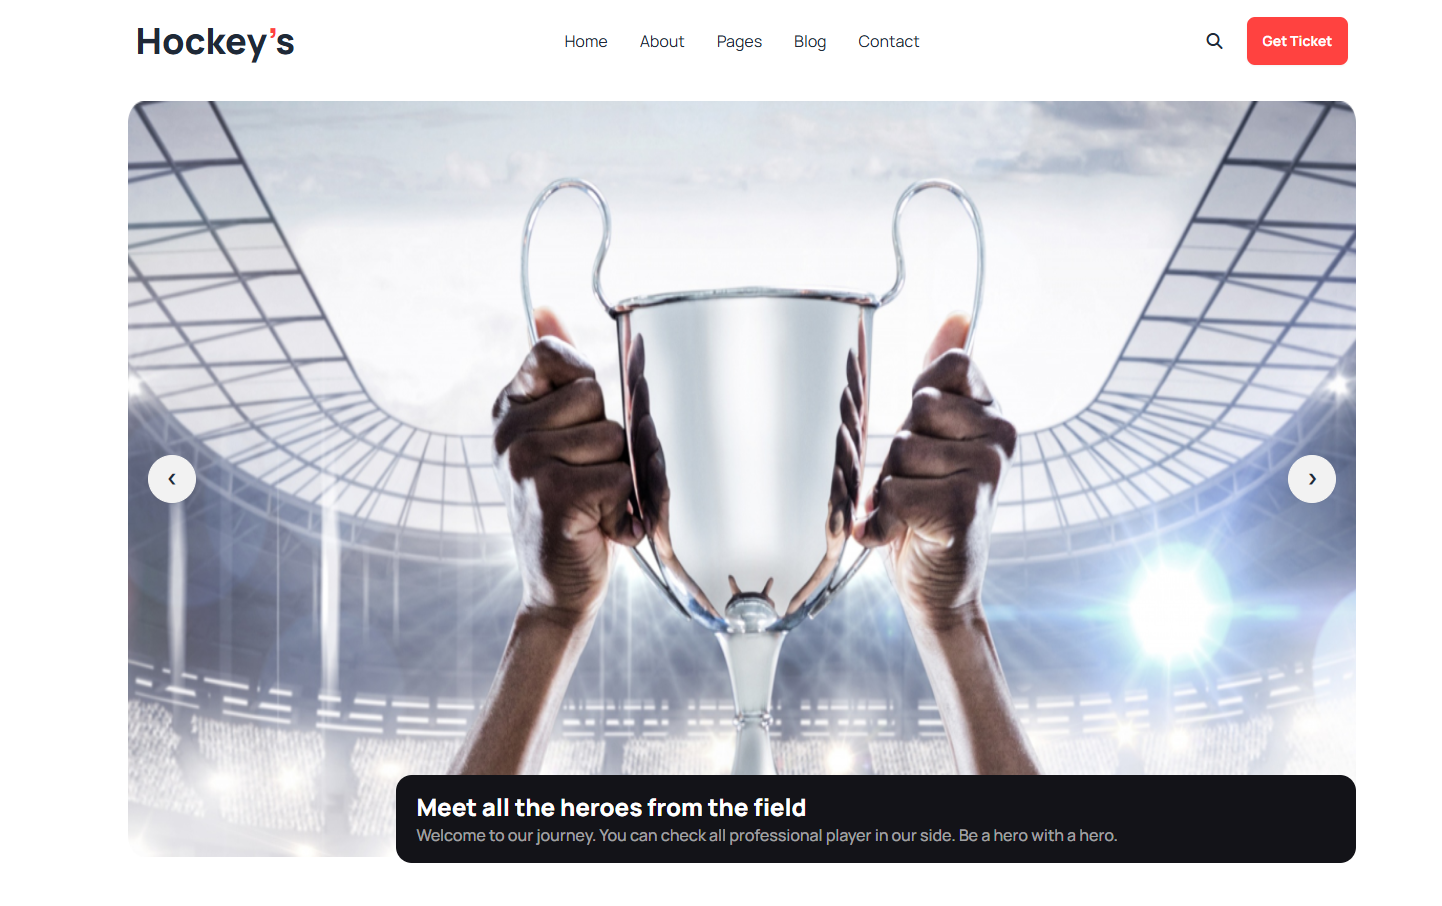 Hockey’s
Home About Pages Blog Contact
Get Ticket
Meet all the heroes from the field
Welcome to our journey. You can check all professional player in our side. Be a hero with a hero.